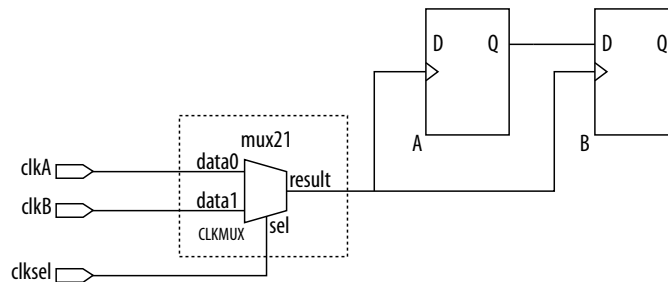 D Q D Q
A B
mux21
clkA data0
result
clkB data1
sel
CLKMUX
clksel